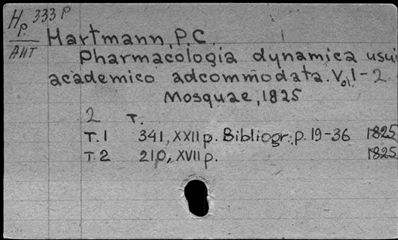 Hp 333 P
Ант
Hartmann, P.C.
Pharmacologia dynamica usui
academico adcommodata. Vol 1-2
Mosquae, 1825
2 т.
Т.1 341, XXII p. Bibliogr.: p. 19-36 1825
Т.2 210, XVII p. 1825